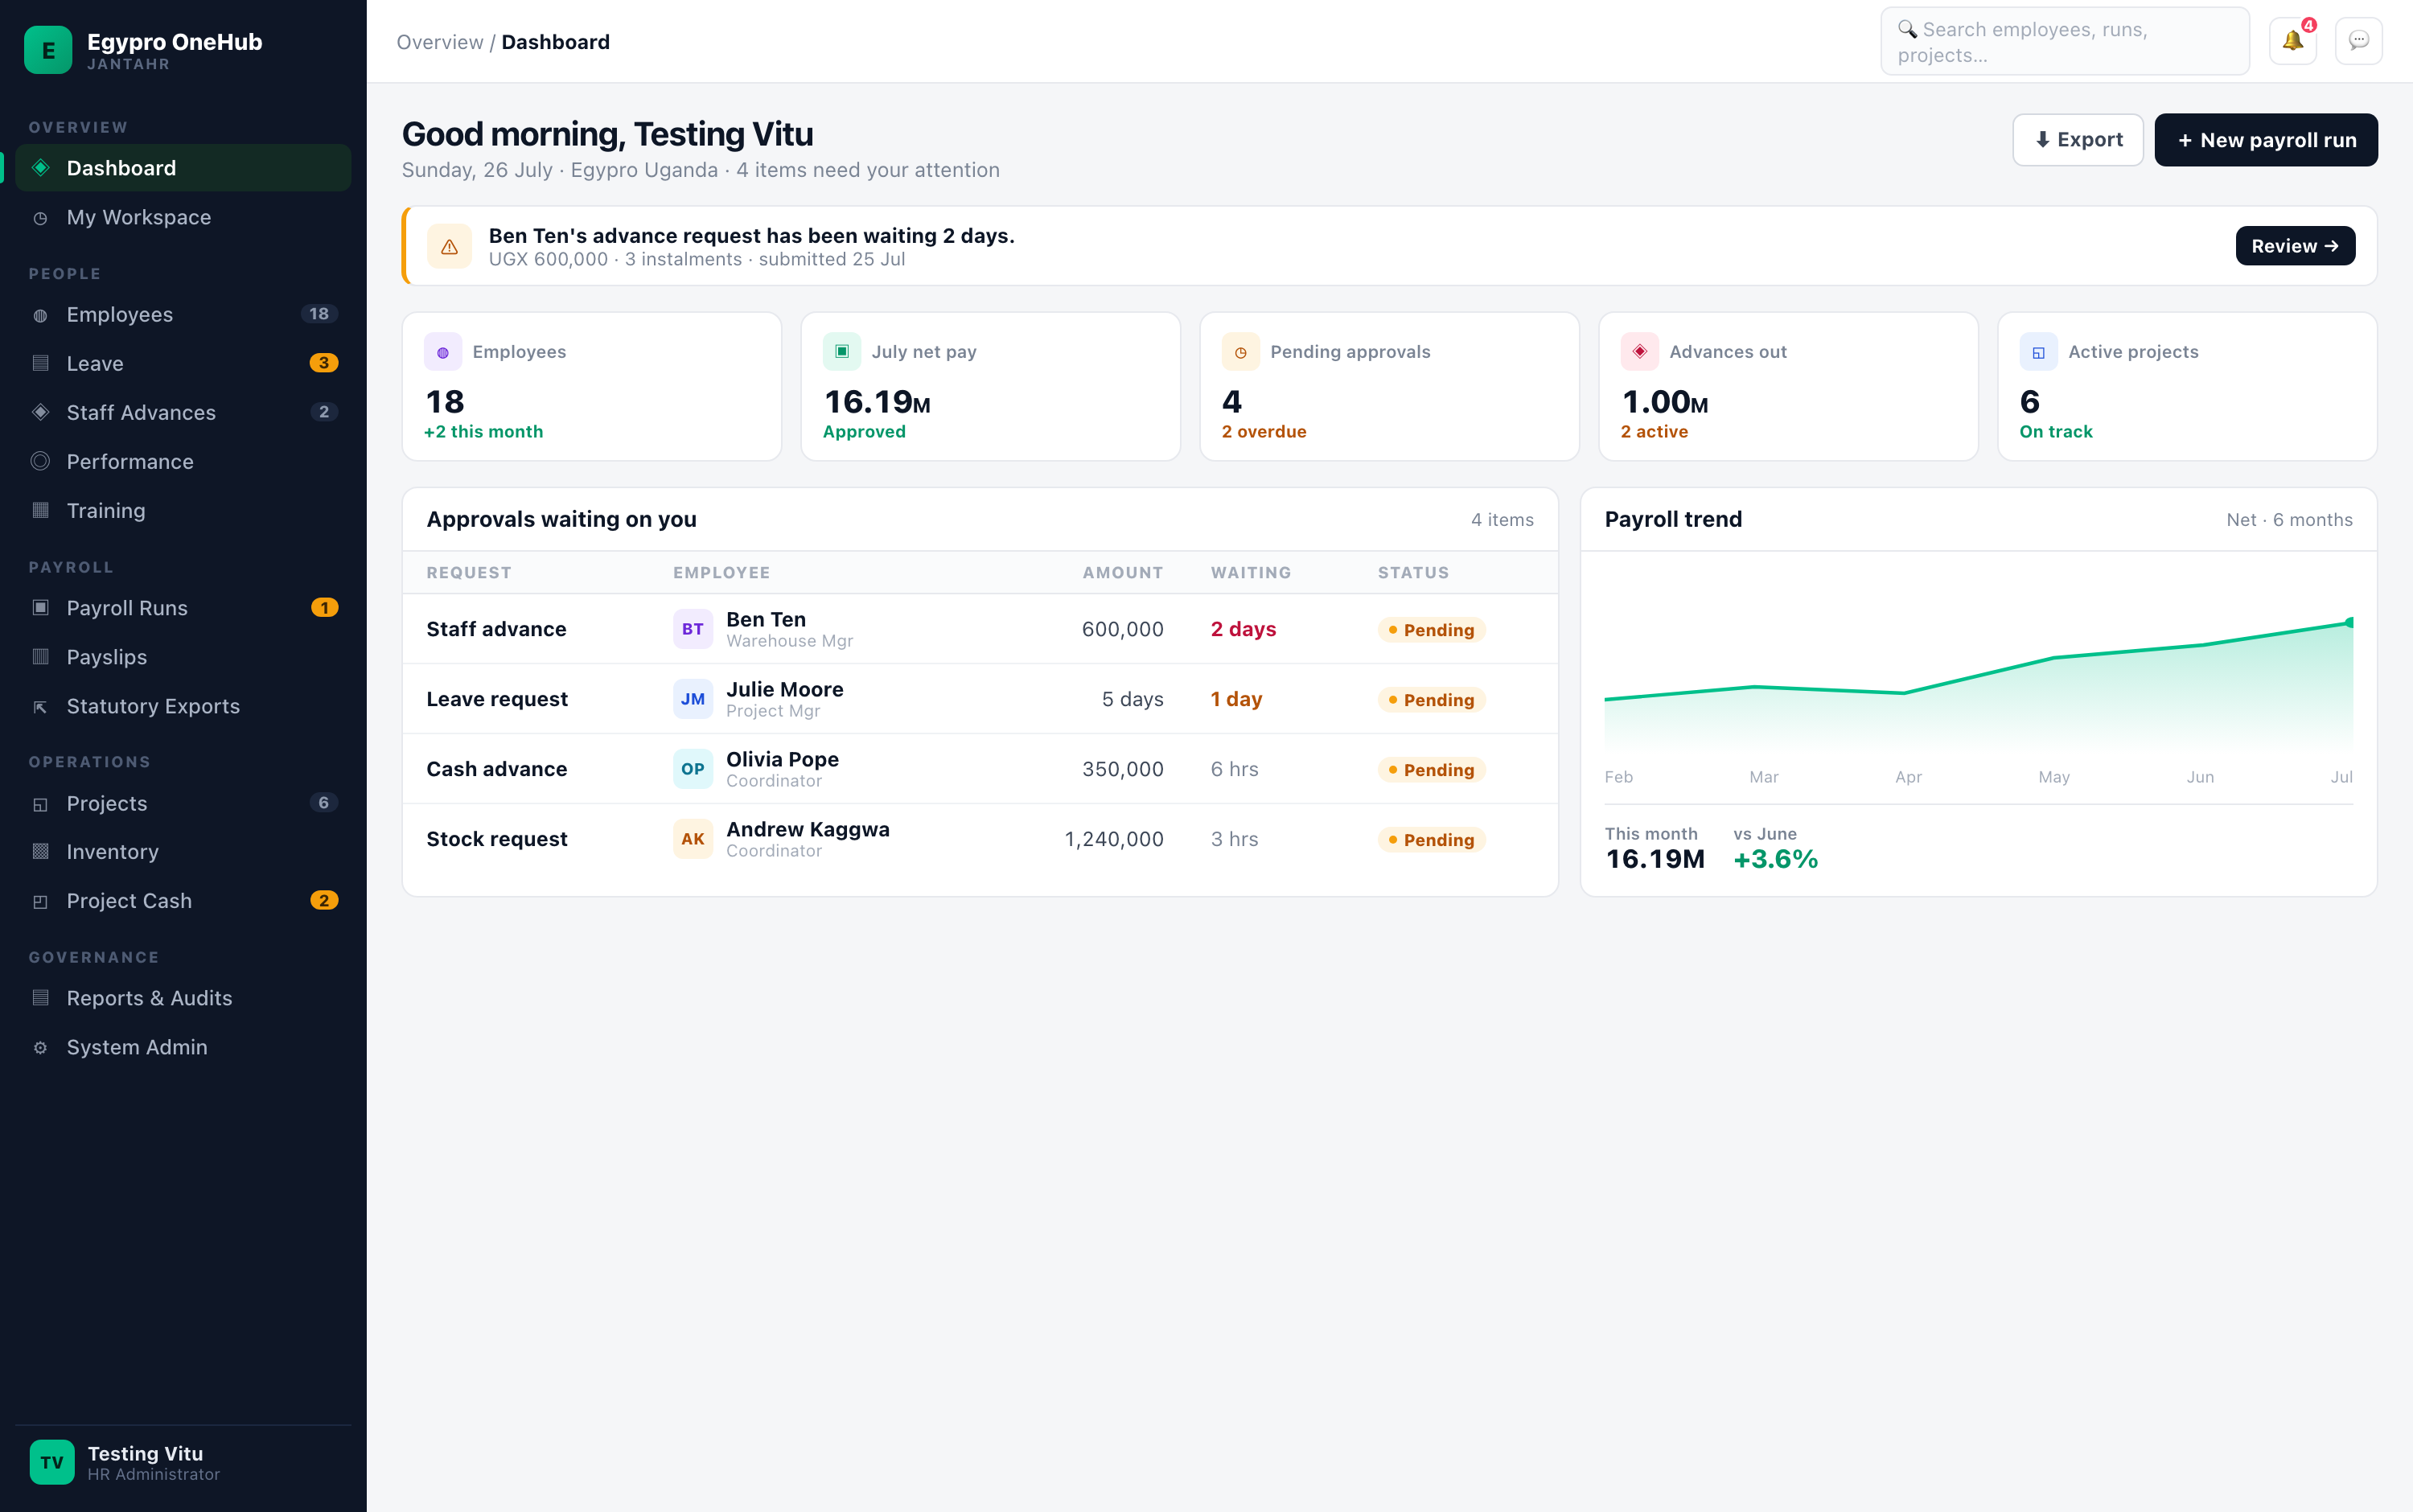 E
Egypro OneHub
JANTAHR
OVERVIEW
Dashboard
My Workspace
PEOPLE
Employees 18
Leave 3
Staff Advances 2
Performance
Training
PAYROLL
Payroll Runs 1
Payslips
Statutory Exports
OPERATIONS
Projects 6
Inventory
Project Cash 2
GOVERNANCE
Reports & Audits
System Admin
TV
Testing Vitu
HR Administrator
Overview / Dashboard
Search employees, runs,
projects...
4
Good morning, Testing Vitu
Sunday, 26 July · Egypro Uganda · 4 items need your attention
⬇ Export
+ New payroll run
Ben Ten's advance request has been waiting 2 days.
UGX 600,000 · 3 instalments · submitted 25 Jul
Review →
Employees
18
+2 this month
July net pay
16.19M
Approved
Pending approvals
4
2 overdue
Advances out
1.00M
2 active
Active projects
6
On track
Approvals waiting on you 4 items
REQUEST EMPLOYEE AMOUNT WAITING STATUS
Staff advance BT Ben Ten 600,000 2 days Pending
Warehouse Mgr
Leave request JM Julie Moore 5 days 1 day Pending
Project Mgr
Cash advance OP Olivia Pope 350,000 6 hrs Pending
Coordinator
Stock request AK Andrew Kaggwa 1,240,000 3 hrs Pending
Coordinator
Payroll trend Net · 6 months
Feb Mar Apr May Jun Jul
This month vs June
16.19M +3.6%